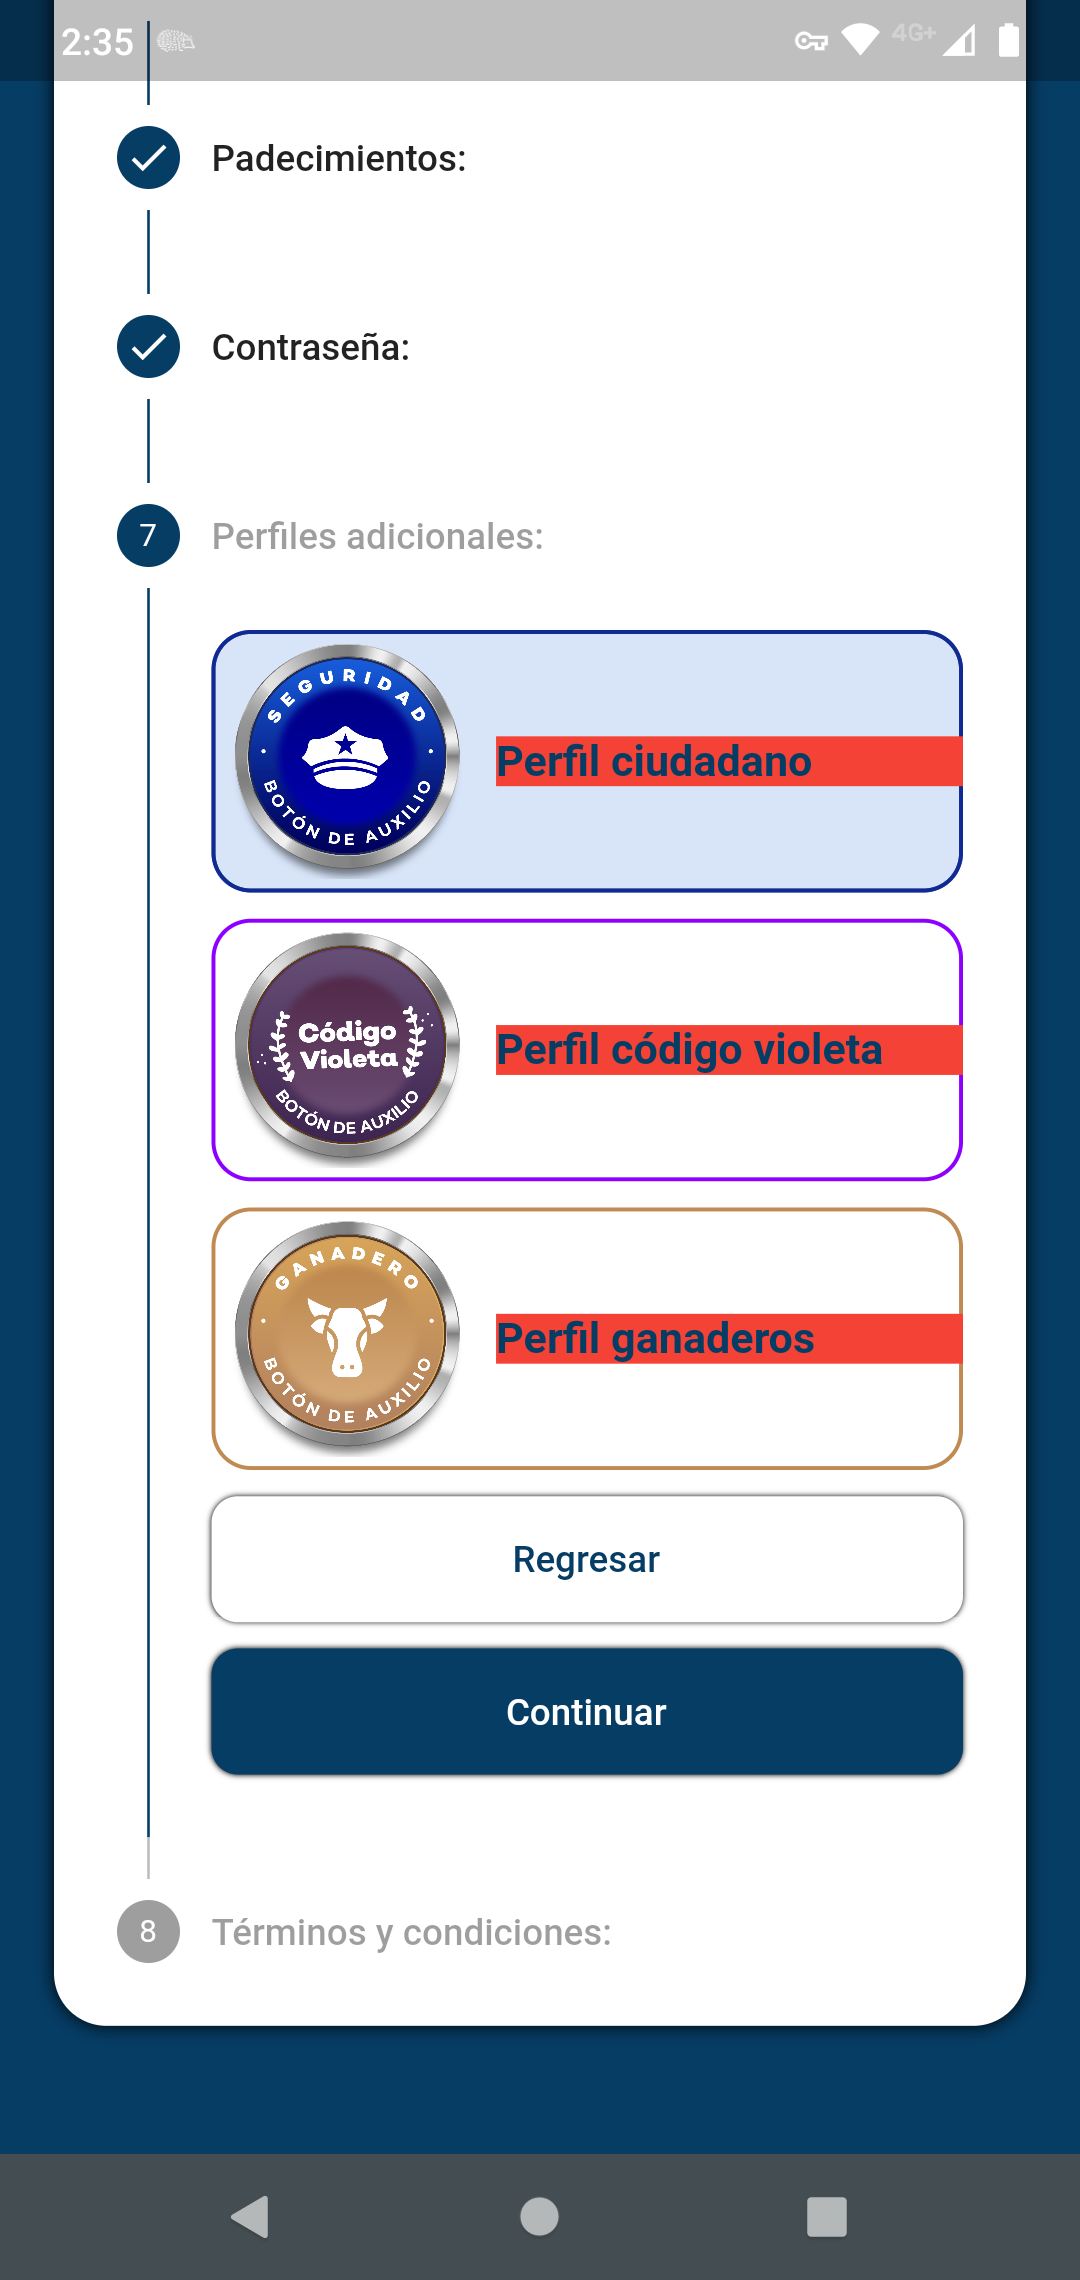 2:35
4G+
Padecimientos:
Contraseña:
7
Perfiles adicionales:
SEGURIDAD
BOTÓN DE AUXILIO
Perfil ciudadano
Código
Violeta
BOTÓN DE AUXILIO
Perfil código violeta
GANADERO
BOTÓN DE AUXILIO
Perfil ganaderos
Regresar
Continuar
8
Términos y condiciones: